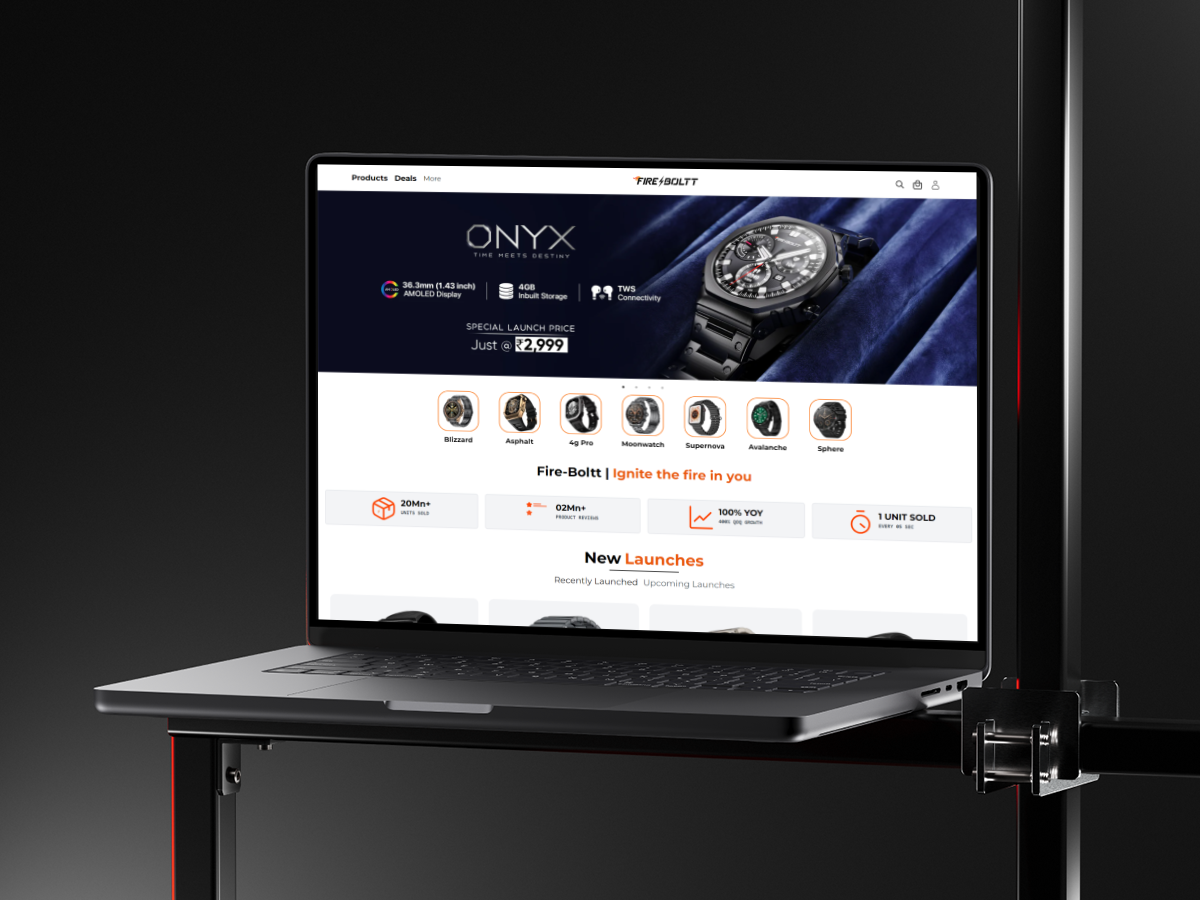 Products Deals More
FIRE BOLTT
ONYX
TIME MEETS DESTINY
36.3mm (1.43 inch)
AMOLED Display
4GB
Inbuilt Storage
TWS
Connectivity
SPECIAL LAUNCH PRICE
Just @ ₹2,999
Blizzard
Asphalt
4g Pro
Moonwatch
Supernova
Avalanche
Sphere
Fire-Boltt | Ignite the fire in you
20Mn+
UNITS SOLD
02Mn+
PRODUCT REVIEWS
100% YOY
400% QOQ GROWTH
1 UNIT SOLD
EVERY
SEC
New Launches
Recently Launched Upcoming Launches